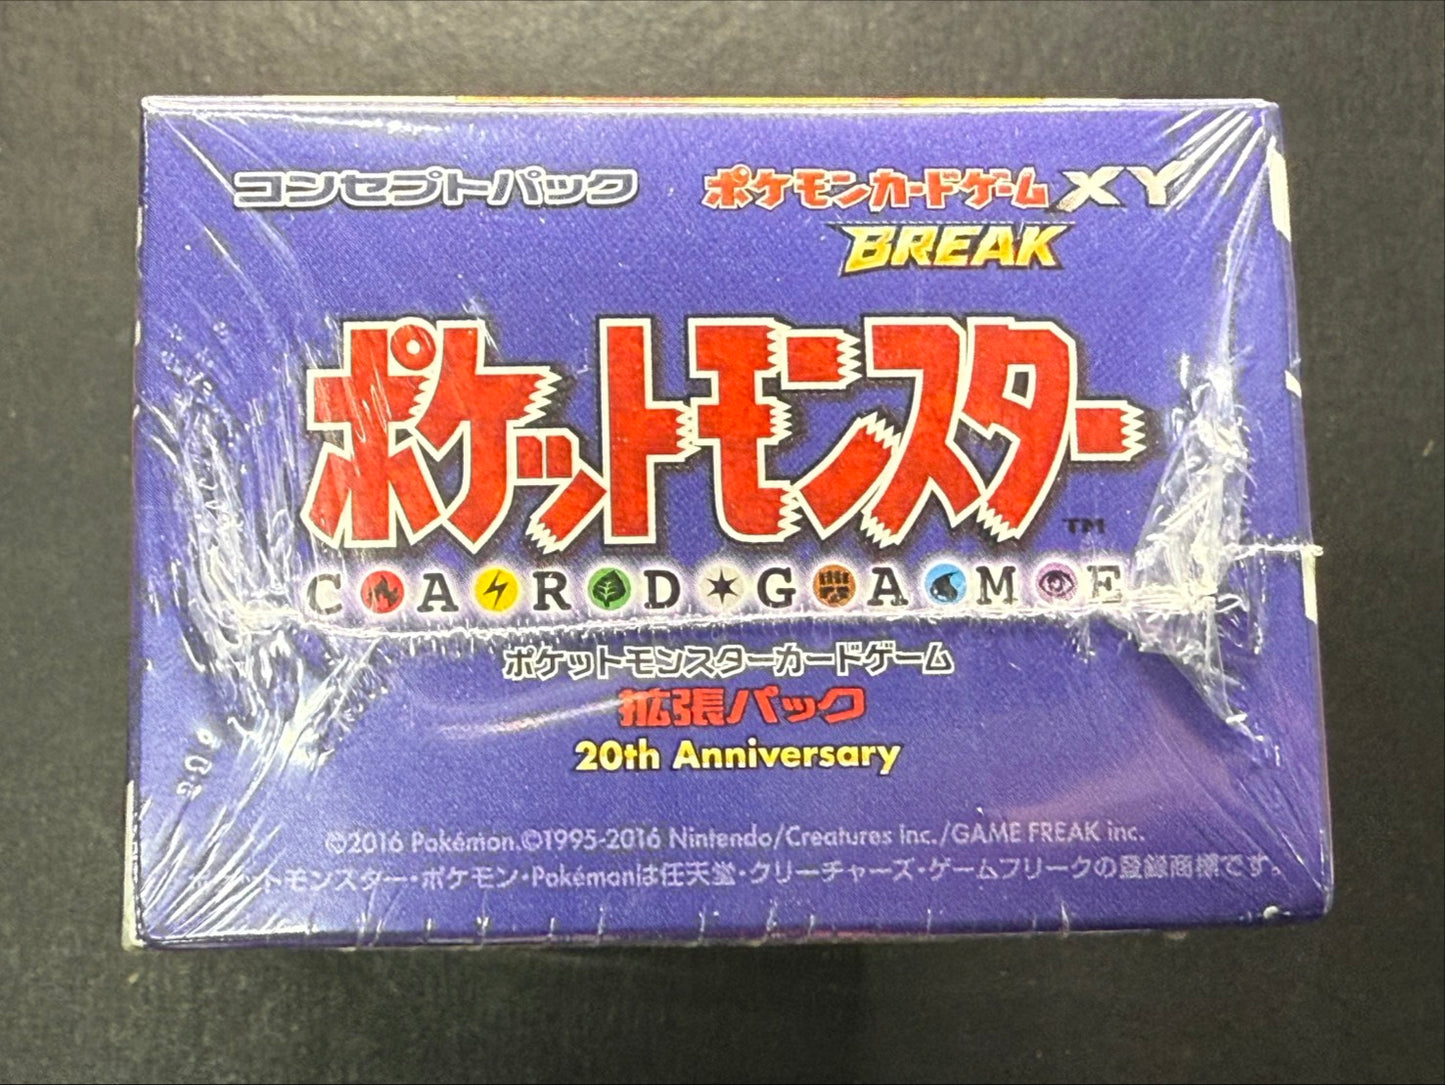 コンセプトパック
ポケモンカードゲームXY
BREAK
ポケットモンスター
TM
CARD GAME
ポケットモンスターカードゲーム
拡張パック
20th Anniversary
©2016 Pokémon.©1995-2016 Nintendo/Creatures Inc./GAME FREAK inc.
ポケットモンスター・ポケモン・Pokémonは任天堂・クリーチャーズ・ゲームフリークの登録商標です。